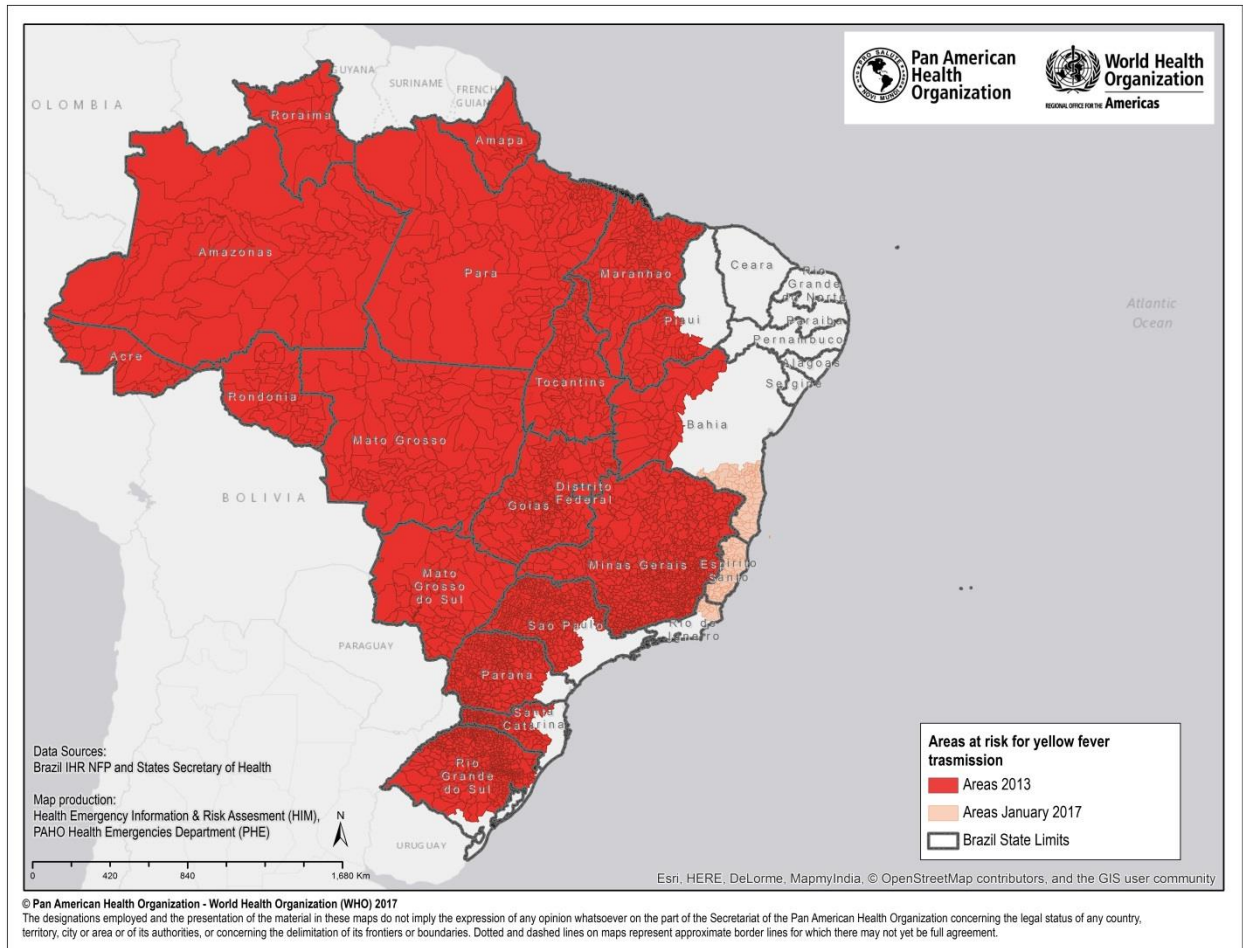 Pan American
Health
Organization
World Health
Organization
REGIONAL OFFICE FOR THE Americas
PRO SALUTE
NOVI MUNDI
OLOMBIA
GUYANA
SURINAME
FRENCH
GUIAN
Roraima
Amapa
Amazonas
Para
Maranhao
Ceara
Rio
Grande
do Norte
Piaui
Paraiba
Pernambuco
Alagoas
Sergipe
Atlantic
Ocean
Acre
Rondonia
Tocantins
Bahia
Mato Grosso
BOLIVIA
Distrito
Federal
Goias
Minas Gerais
Espirito
Santo
Mato
Grosso
do Sul
Sao Paulo
Rio de
Janeiro
PARAGUAY
Parana
Santa
Catarina
Rio
Grande
do Sul
URUGUAY
Data Sources:
Brazil IHR NFP and States Secretary of Health
Map production:
Health Emergency Information & Risk Assesment (HIM),
PAHO Health Emergencies Department (PHE)
N
0 420 840 1,680 Km
Areas at risk for yellow fever
trasmission
Areas 2013
Areas January 2017
Brazil State Limits
Esri, HERE, DeLorme, MapmyIndia, © OpenStreetMap contributors, and the GIS user community
© Pan American Health Organization - World Health Organization (WHO) 2017
The designations employed and the presentation of the material in these maps do not imply the expression of any opinion whatsoever on the part of the Secretariat of the Pan American Health Organization concerning the legal status of any country,
territory, city or area or of its authorities, or concerning the delimitation of its frontiers or boundaries. Dotted and dashed lines on maps represent approximate border lines for which there may not yet be full agreement.